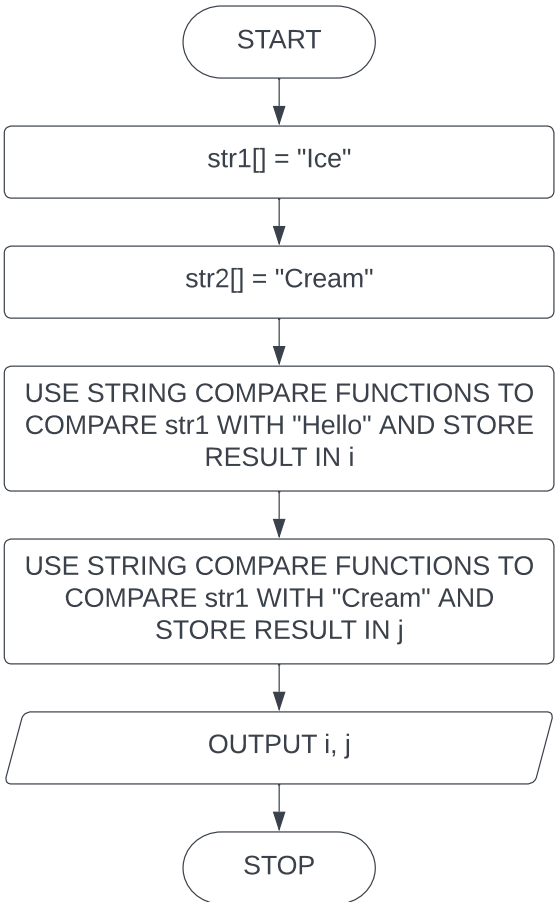 START
str1[] = "Ice"
str2[] = "Cream"
USE STRING COMPARE FUNCTIONS TO
COMPARE str1 WITH "Hello" AND STORE
RESULT IN i
USE STRING COMPARE FUNCTIONS TO
COMPARE str1 WITH "Cream" AND
STORE RESULT IN j
OUTPUT i, j
STOP